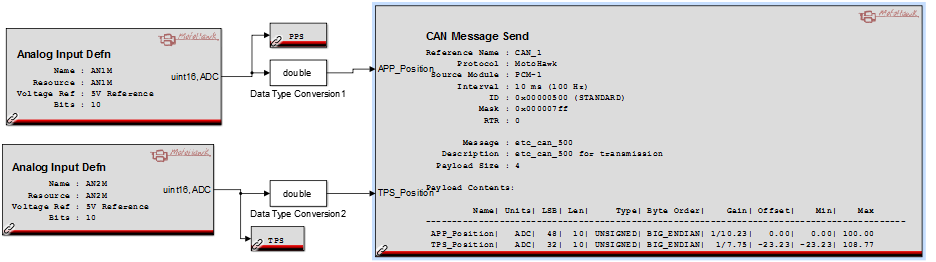 MotoHawk
Analog Input Defn
Name : AN1M
Resource : AN1M
Voltage Ref : 5V Reference
Bits : 10
uint16, ADC
PPS
double
Data Type Conversion1
MotoHawk
Analog Input Defn
Name : AN2M
Resource : AN2M
Voltage Ref : 5V Reference
Bits : 10
uint16, ADC
double
Data Type Conversion2
TPS
MotoHawk
APP_Position
TPS_Position
CAN Message Send
Reference Name : CAN_1
Protocol : MotoHawk
Source Module : PCM-1
Interval : 10 ms (100 Hz)
ID : 0x00000500 (STANDARD)
Mask : 0x000007ff
RTR : 0
Message : etc_can_500
Description : etc_can_500 for transmission
Payload Size : 4
Payload Contents:
Name| Units| LSB| Len| Type| Byte Order| Gain| Offset| Min| Max
APP_Position| ADC| 48| 10| UNSIGNED| BIG_ENDIAN| 1/10.23| 0.00| 0.00| 100.00
TPS_Position| ADC| 32| 10| UNSIGNED| BIG_ENDIAN| 1/7.75| -23.23| -23.23| 108.77